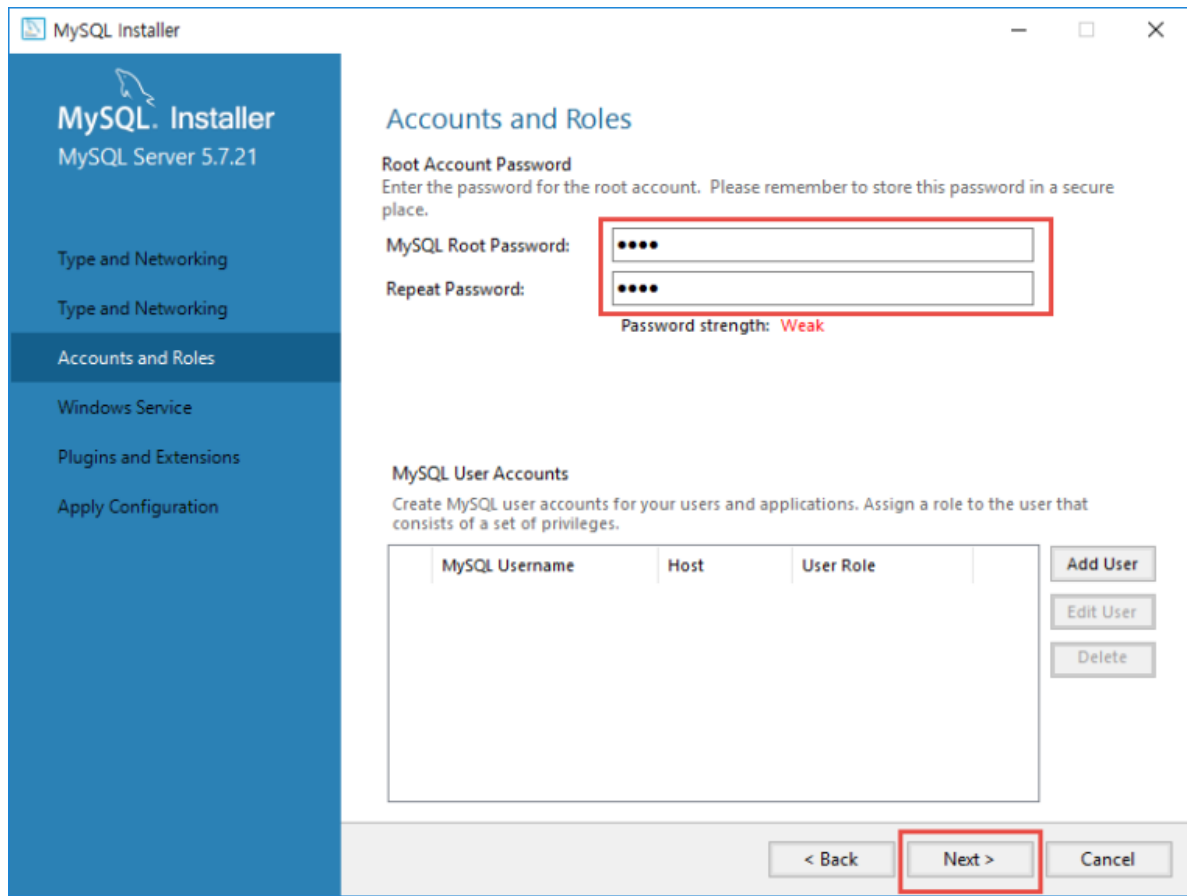 MySQL Installer
MySQL. Installer
MySQL Server 5.7.21
Type and Networking
Type and Networking
Accounts and Roles
Windows Service
Plugins and Extensions
Apply Configuration
Accounts and Roles
Root Account Password
Enter the password for the root account. Please remember to store this password in a secure
place.
MySQL Root Password: ••••
Repeat Password: ••••
Password strength: Weak
MySQL User Accounts
Create MySQL user accounts for your users and applications. Assign a role to the user that
consists of a set of privileges.
MySQL Username Host User Role
Add User
Edit User
Delete
< Back Next > Cancel